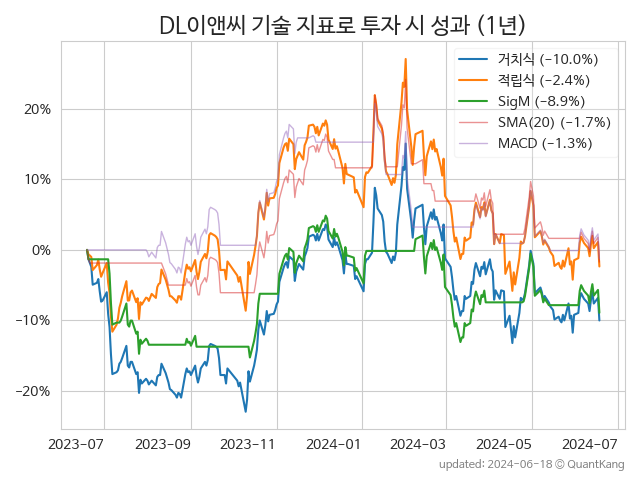 DL이앤씨 기술 지표로 투자 시 성과 (1년)
거치식 (−10.0%)
적립식 (−2.4%)
SigM (−8.9%)
SMA(20) (−1.7%)
MACD (−1.3%)
20%
10%
0%
−10%
−20%
2023-07 2023-09 2023-11 2024-01 2024-03 2024-05 2024-07
updated: 2024-06-18 © QuantKang